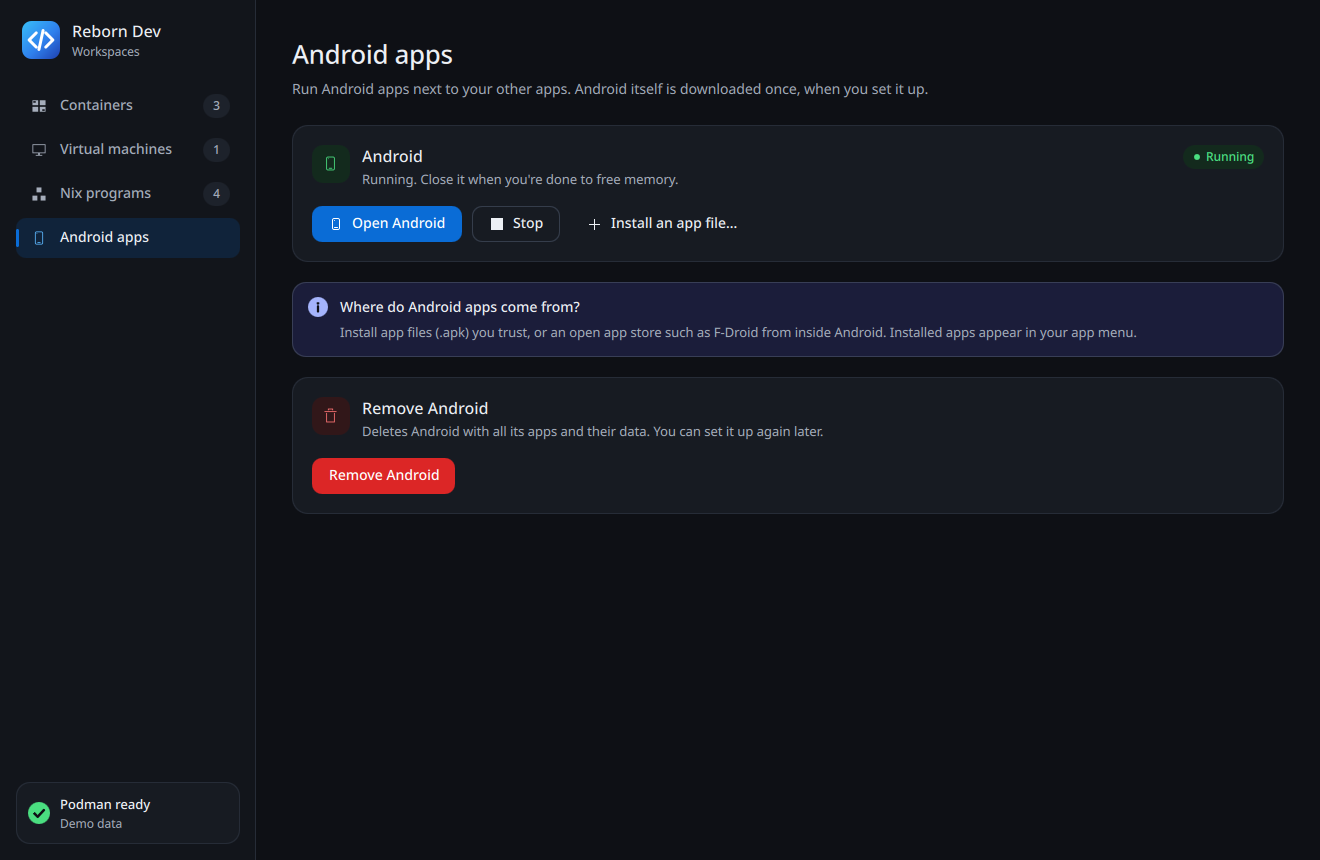 Reborn Dev
Workspaces
Containers 3
Virtual machines 1
Nix programs 4
Android apps
Podman ready
Demo data
Android apps
Run Android apps next to your other apps. Android itself is downloaded once, when you set it up.
Android
Running
Running. Close it when you're done to free memory.
Open Android
Stop
Install an app file...
Where do Android apps come from?
Install app files (.apk) you trust, or an open app store such as F-Droid from inside Android. Installed apps appear in your app menu.
Remove Android
Deletes Android with all its apps and their data. You can set it up again later.
Remove Android